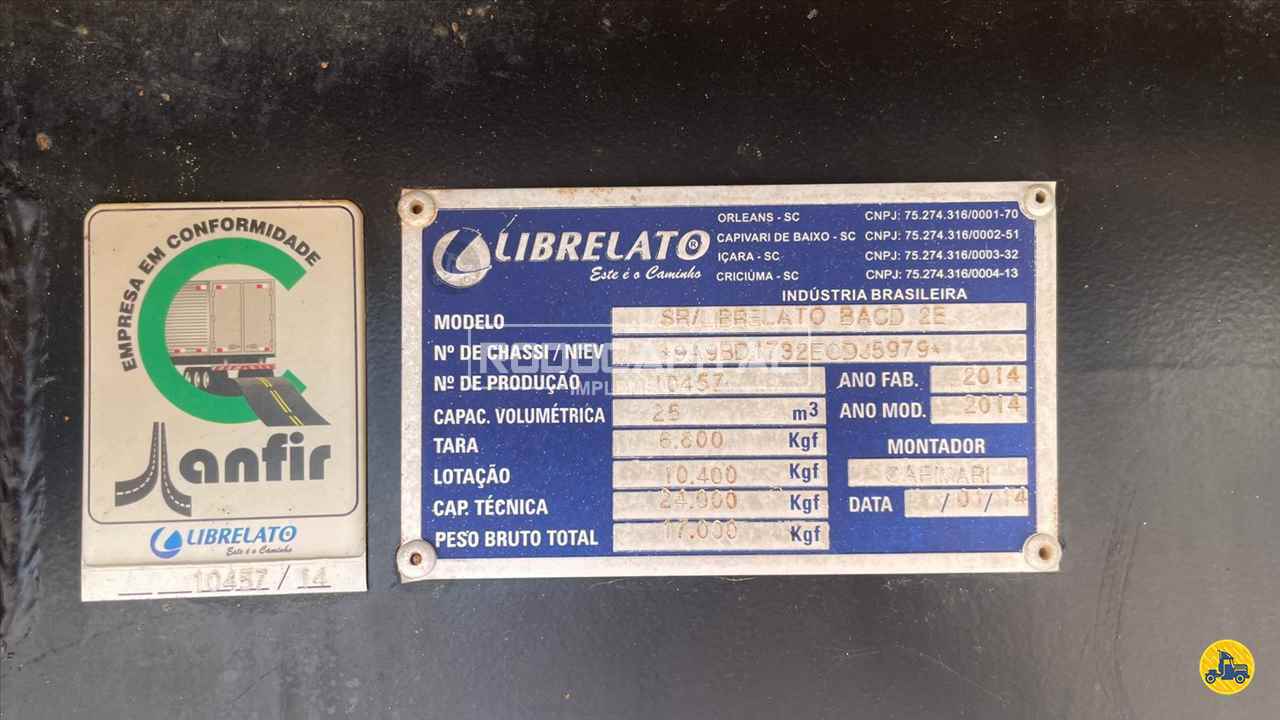 EMPRESA EM CONFORMIDADE
anfir
LIBRELATO
Este é o Caminho
10457/14
LIBRELATO®
Este é o Caminho
ORLEANS - SC CNPJ: 75.274.316/0001-70
CAPIVARI DE BAIXO - SC CNPJ: 75.274.316/0002-51
IÇARA - SC CNPJ: 75.274.316/0003-32
CRICIÚMA - SC CNPJ: 75.274.316/0004-13
INDÚSTRIA BRASILEIRA
MODELO SR/LIBRELATO BACD 2E
Nº DE CHASSI / NIEV
RODOCAPITAL
IMPLEMENTOS
Nº DE PRODUÇÃO 10457 ANO FAB. 2014
CAPAC. VOLUMÉTRICA 25 m³ ANO MOD. 2014
TARA 6.600 Kgf MONTADOR
LOTAÇÃO 10.400 Kgf
CAP. TÉCNICA Kgf DATA /01/14
PESO BRUTO TOTAL 17.000 Kgf